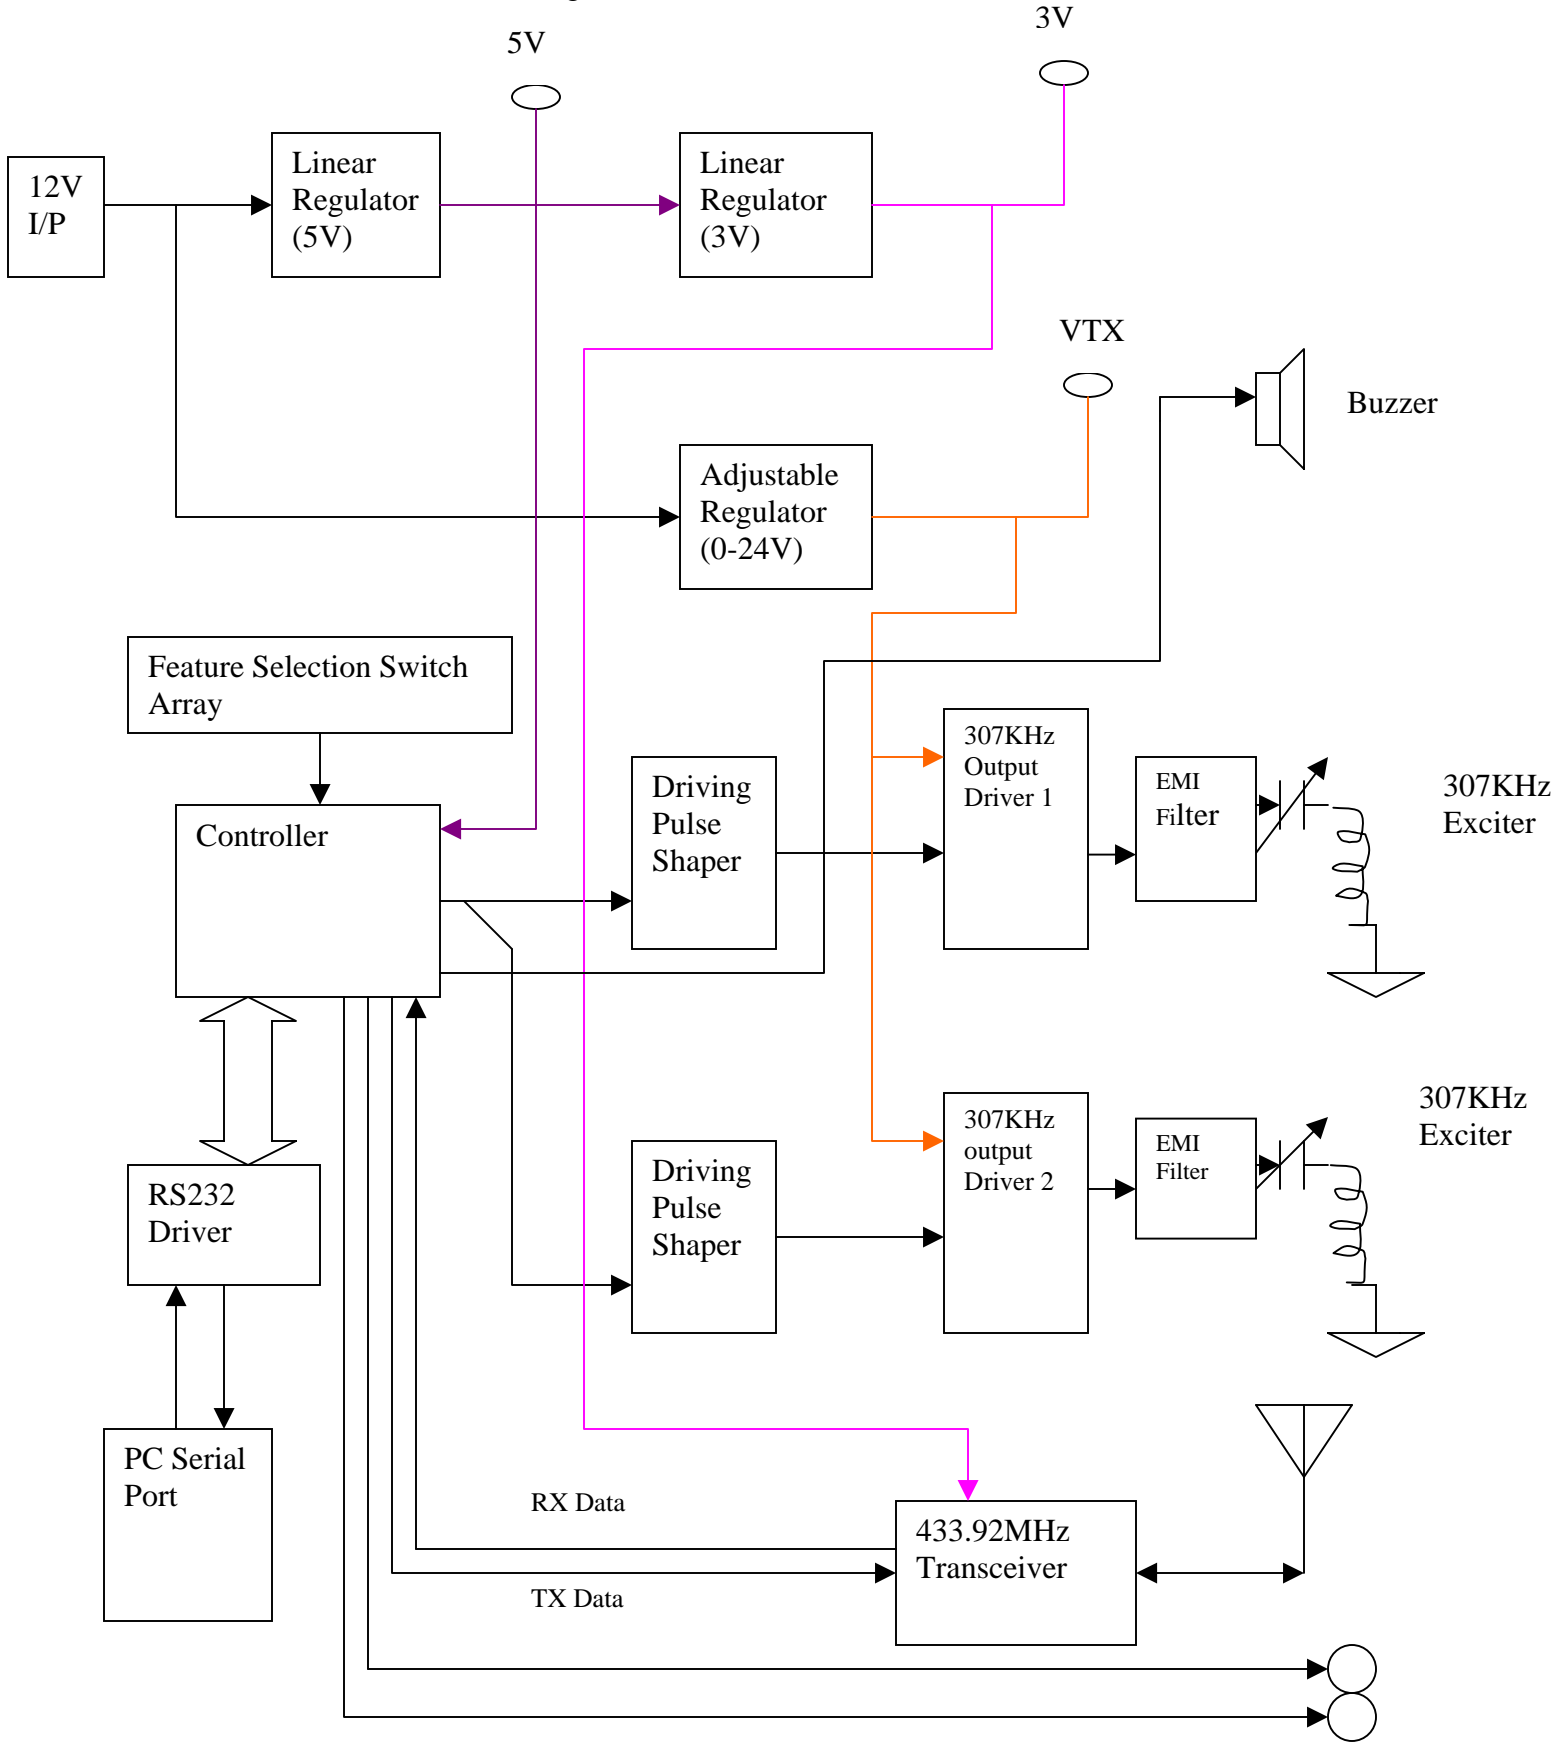 3V
5V
12V
I/P
Linear
Regulator
(5V)
Linear
Regulator
(3V)
VTX
Buzzer
Adjustable
Regulator
(0-24V)
Feature Selection Switch
Array
Controller
Driving
Pulse
Shaper
307KHz
Output
Driver 1
EMI
Filter
307KHz
Exciter
RS232
Driver
Driving
Pulse
Shaper
307KHz
output
Driver 2
EMI
Filter
307KHz
Exciter
PC Serial
Port
RX Data
TX Data
433.92MHz
Transceiver